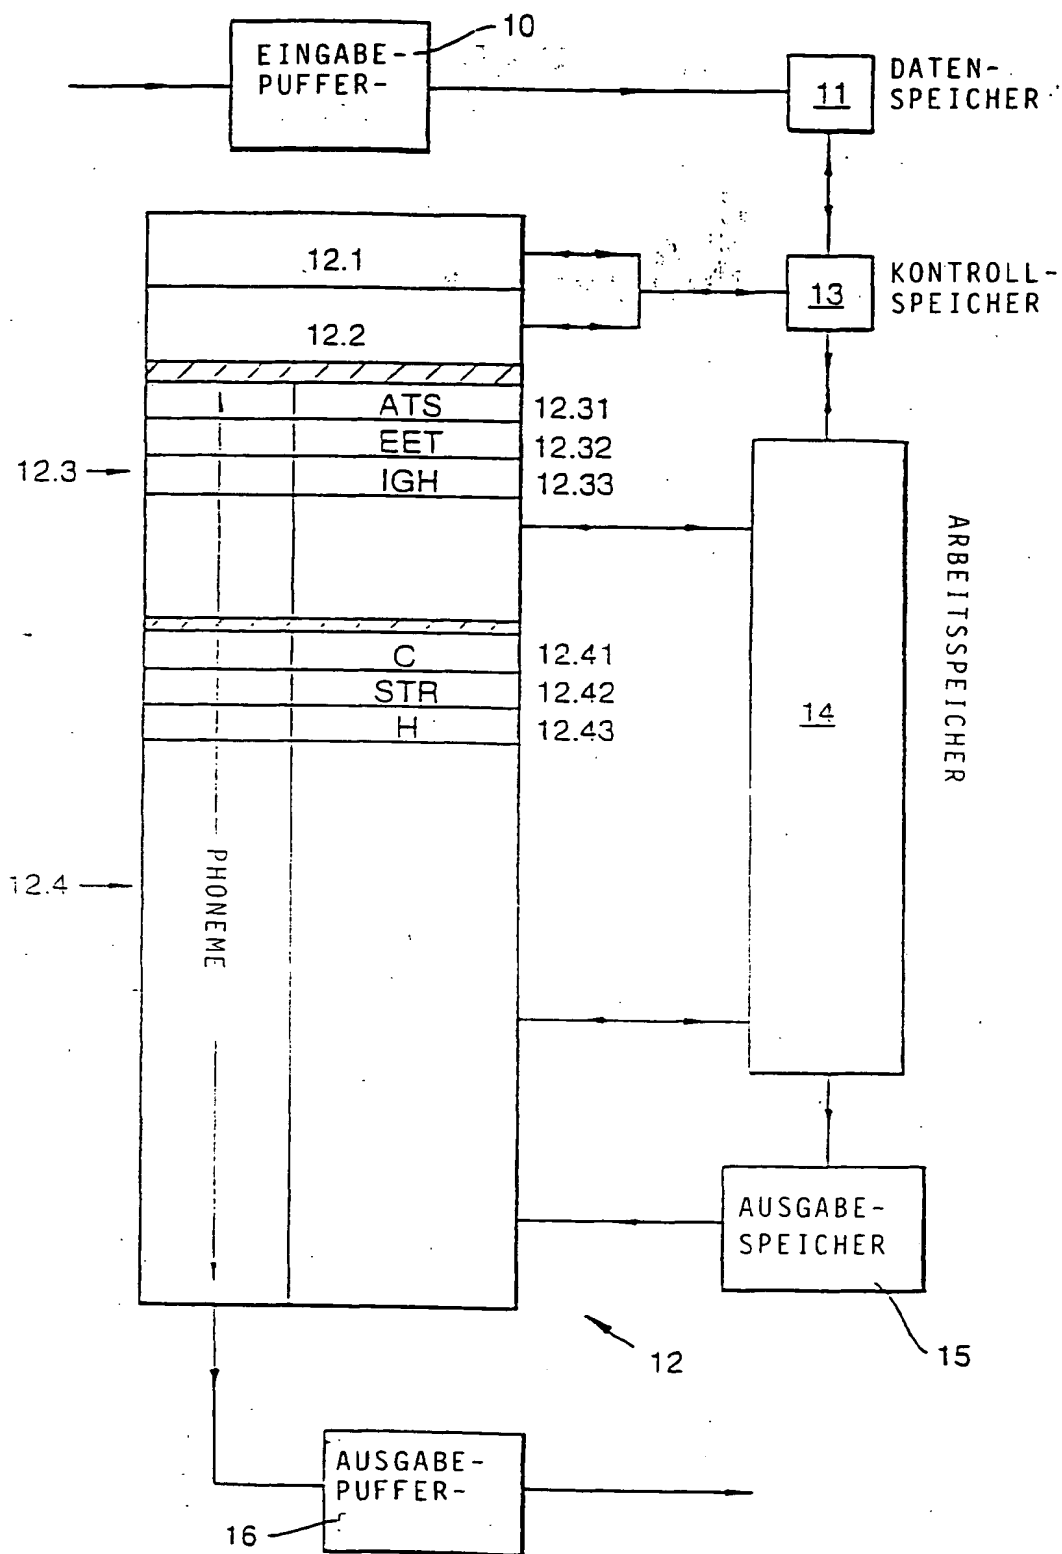 10
EINGABE-
PUFFER-
DATEN-
SPEICHER
11
12.1
KONTROLL-
SPEICHER
13
12.2
ATS
12.31
EET
12.32
12.3
IGH
12.33
ARBEITSSPEICHER
C
12.41
STR
12.42
14
H
12.43
12.4
PHONEME
AUSGABE-
SPEICHER
12
15
AUSGABE-
PUFFER-
16